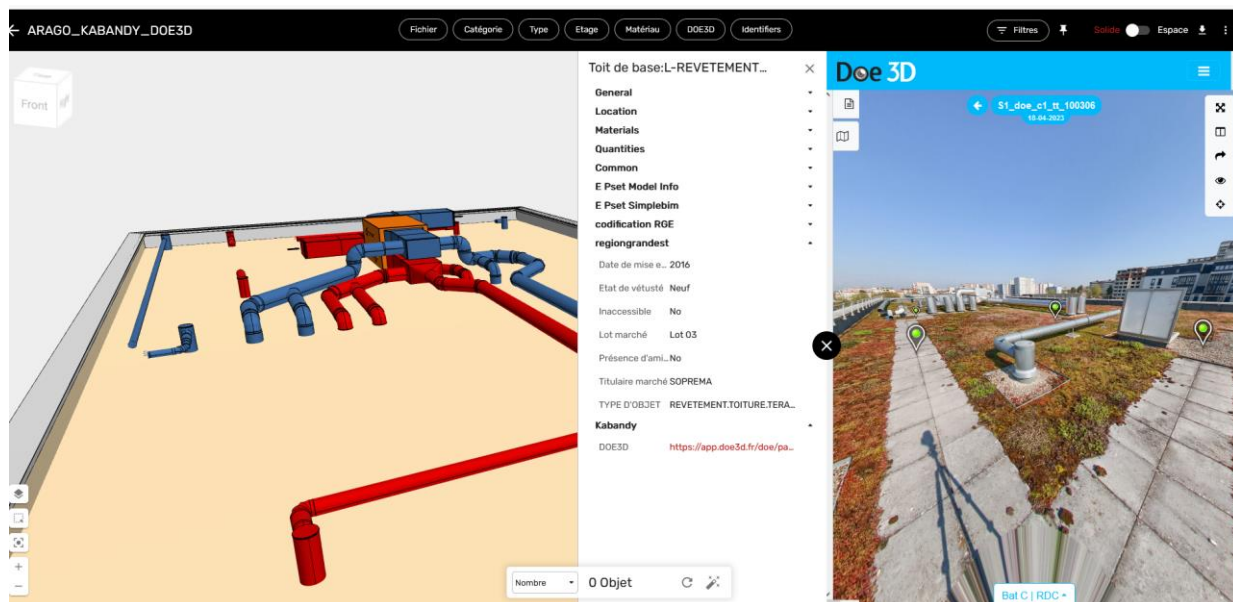 ← ARAGO_KABANDY_DOE3D
Fichier Catégorie Type Etage Matériau DOE3D Identifiers
Filtres Solide Espace
Front
Toit de base:L-REVETEMENT...
General
Location
Materials
Quantities
Common
E Pset Model Info
E Pset Simplebim
codification RGE
regiongrandest
Date de mise e... 2016
Etat de vétusté Neuf
Inaccessible No
Lot marché Lot 03
Présence d'ami... No
Titulaire marché SOPREMA
TYPE D'OBJET REVETEMENT.TOITURE.TERA...
Kabandy
DOE3D https://app.doe3d.fr/doe/pa...
Nombre 0 Objet
Doe 3D
S1_doe_c1_tt_100306
10-04-2023
Bat C | RDC